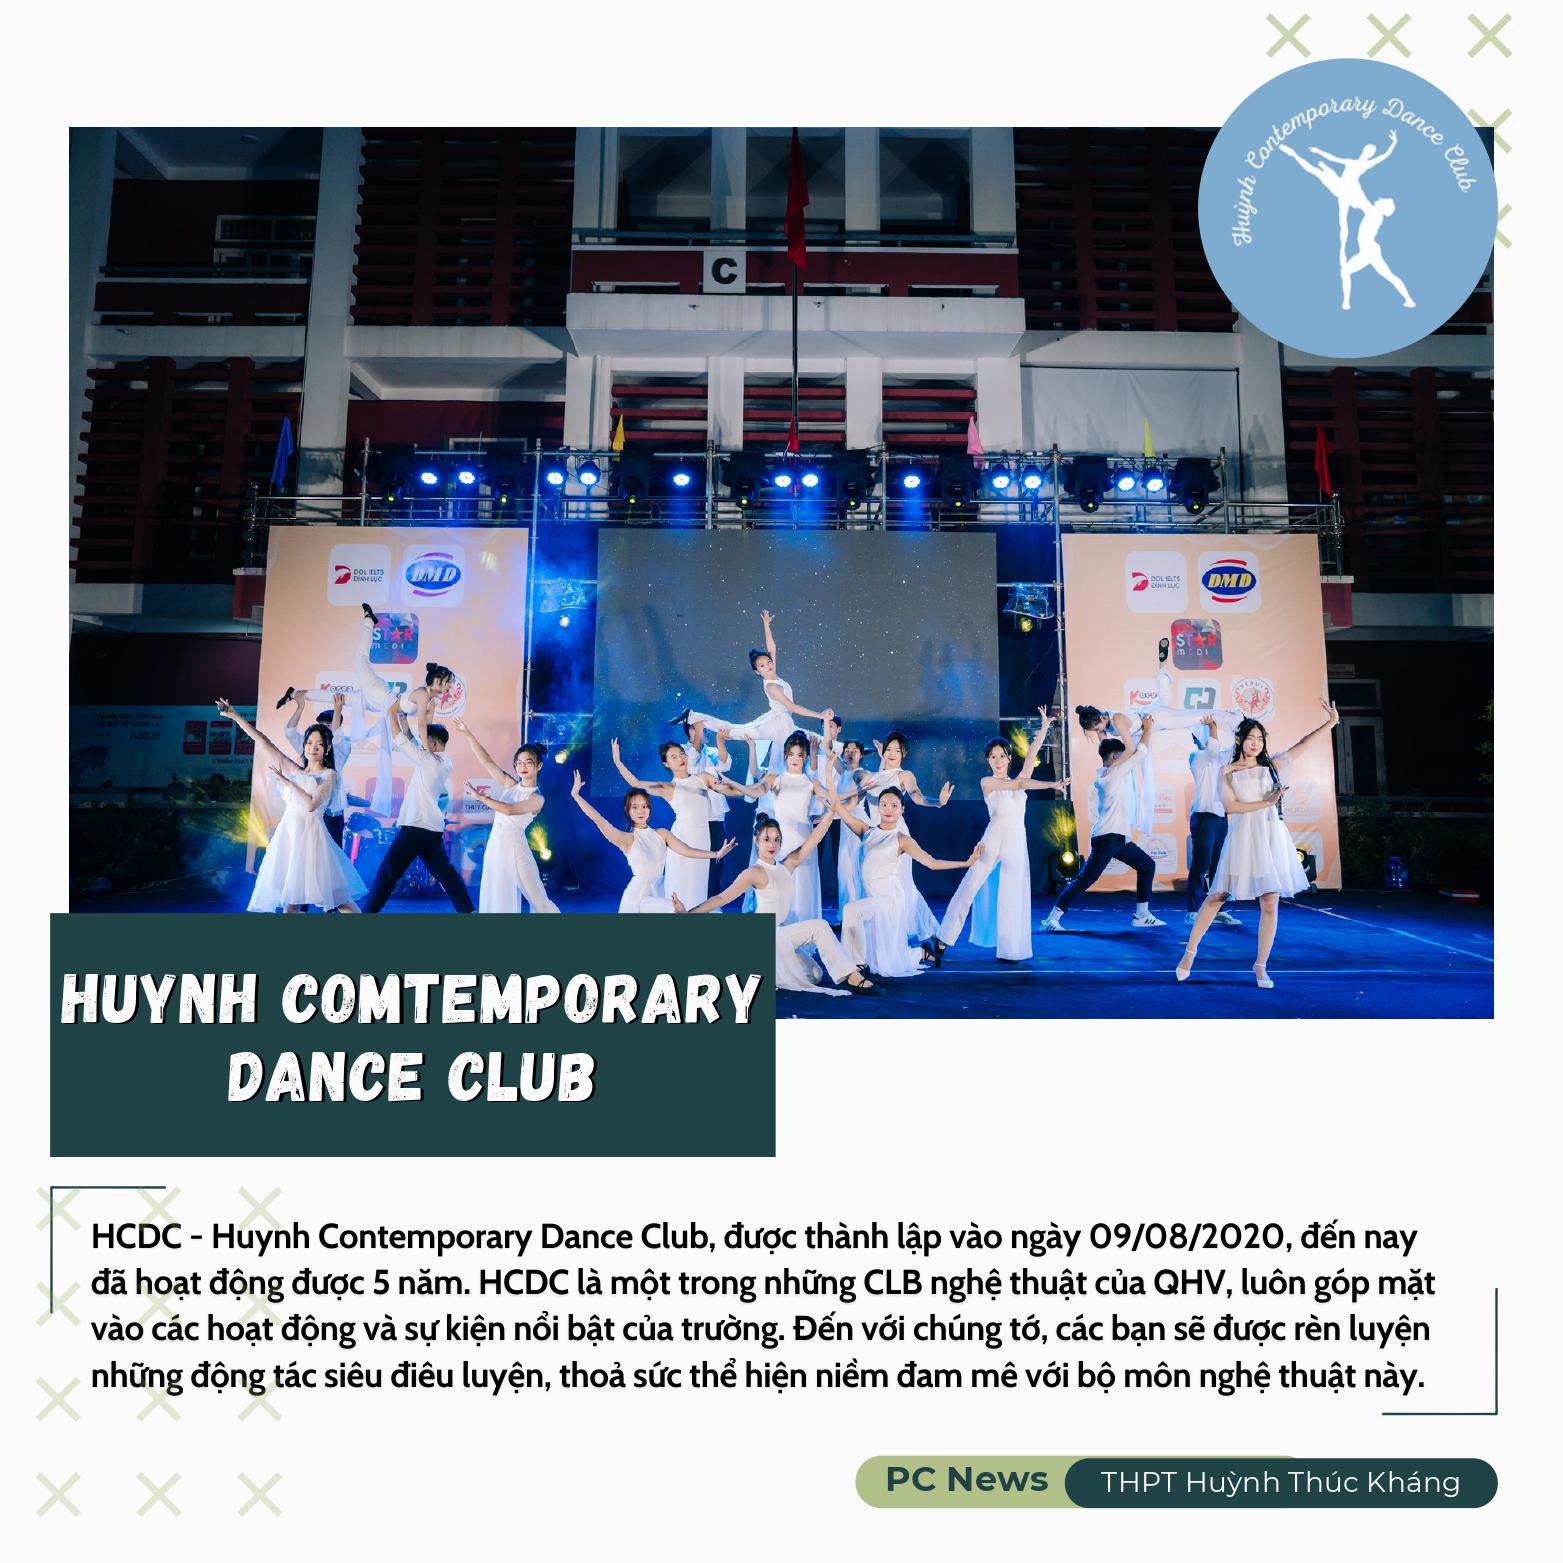 Huỳnh Contemporary Dance Club
C
DOL IELTS
ĐÌNH LỰC
DMD
STAR
MEDIA
Korea
DOL IELTS
ĐÌNH LỰC
DMD
STAR
MEDIA
HUYNH COMTEMPORARY
DANCE CLUB
HCDC - Huynh Contemporary Dance Club, được thành lập vào ngày 09/08/2020, đến nay
đã hoạt động được 5 năm. HCDC là một trong những CLB nghệ thuật của QHV, luôn góp mặt
vào các hoạt động và sự kiện nổi bật của trường. Đến với chúng tớ, các bạn sẽ được rèn luyện
những động tác siêu điêu luyện, thoả sức thể hiện niềm đam mê với bộ môn nghệ thuật này.
PC News
THPT Huỳnh Thúc Kháng